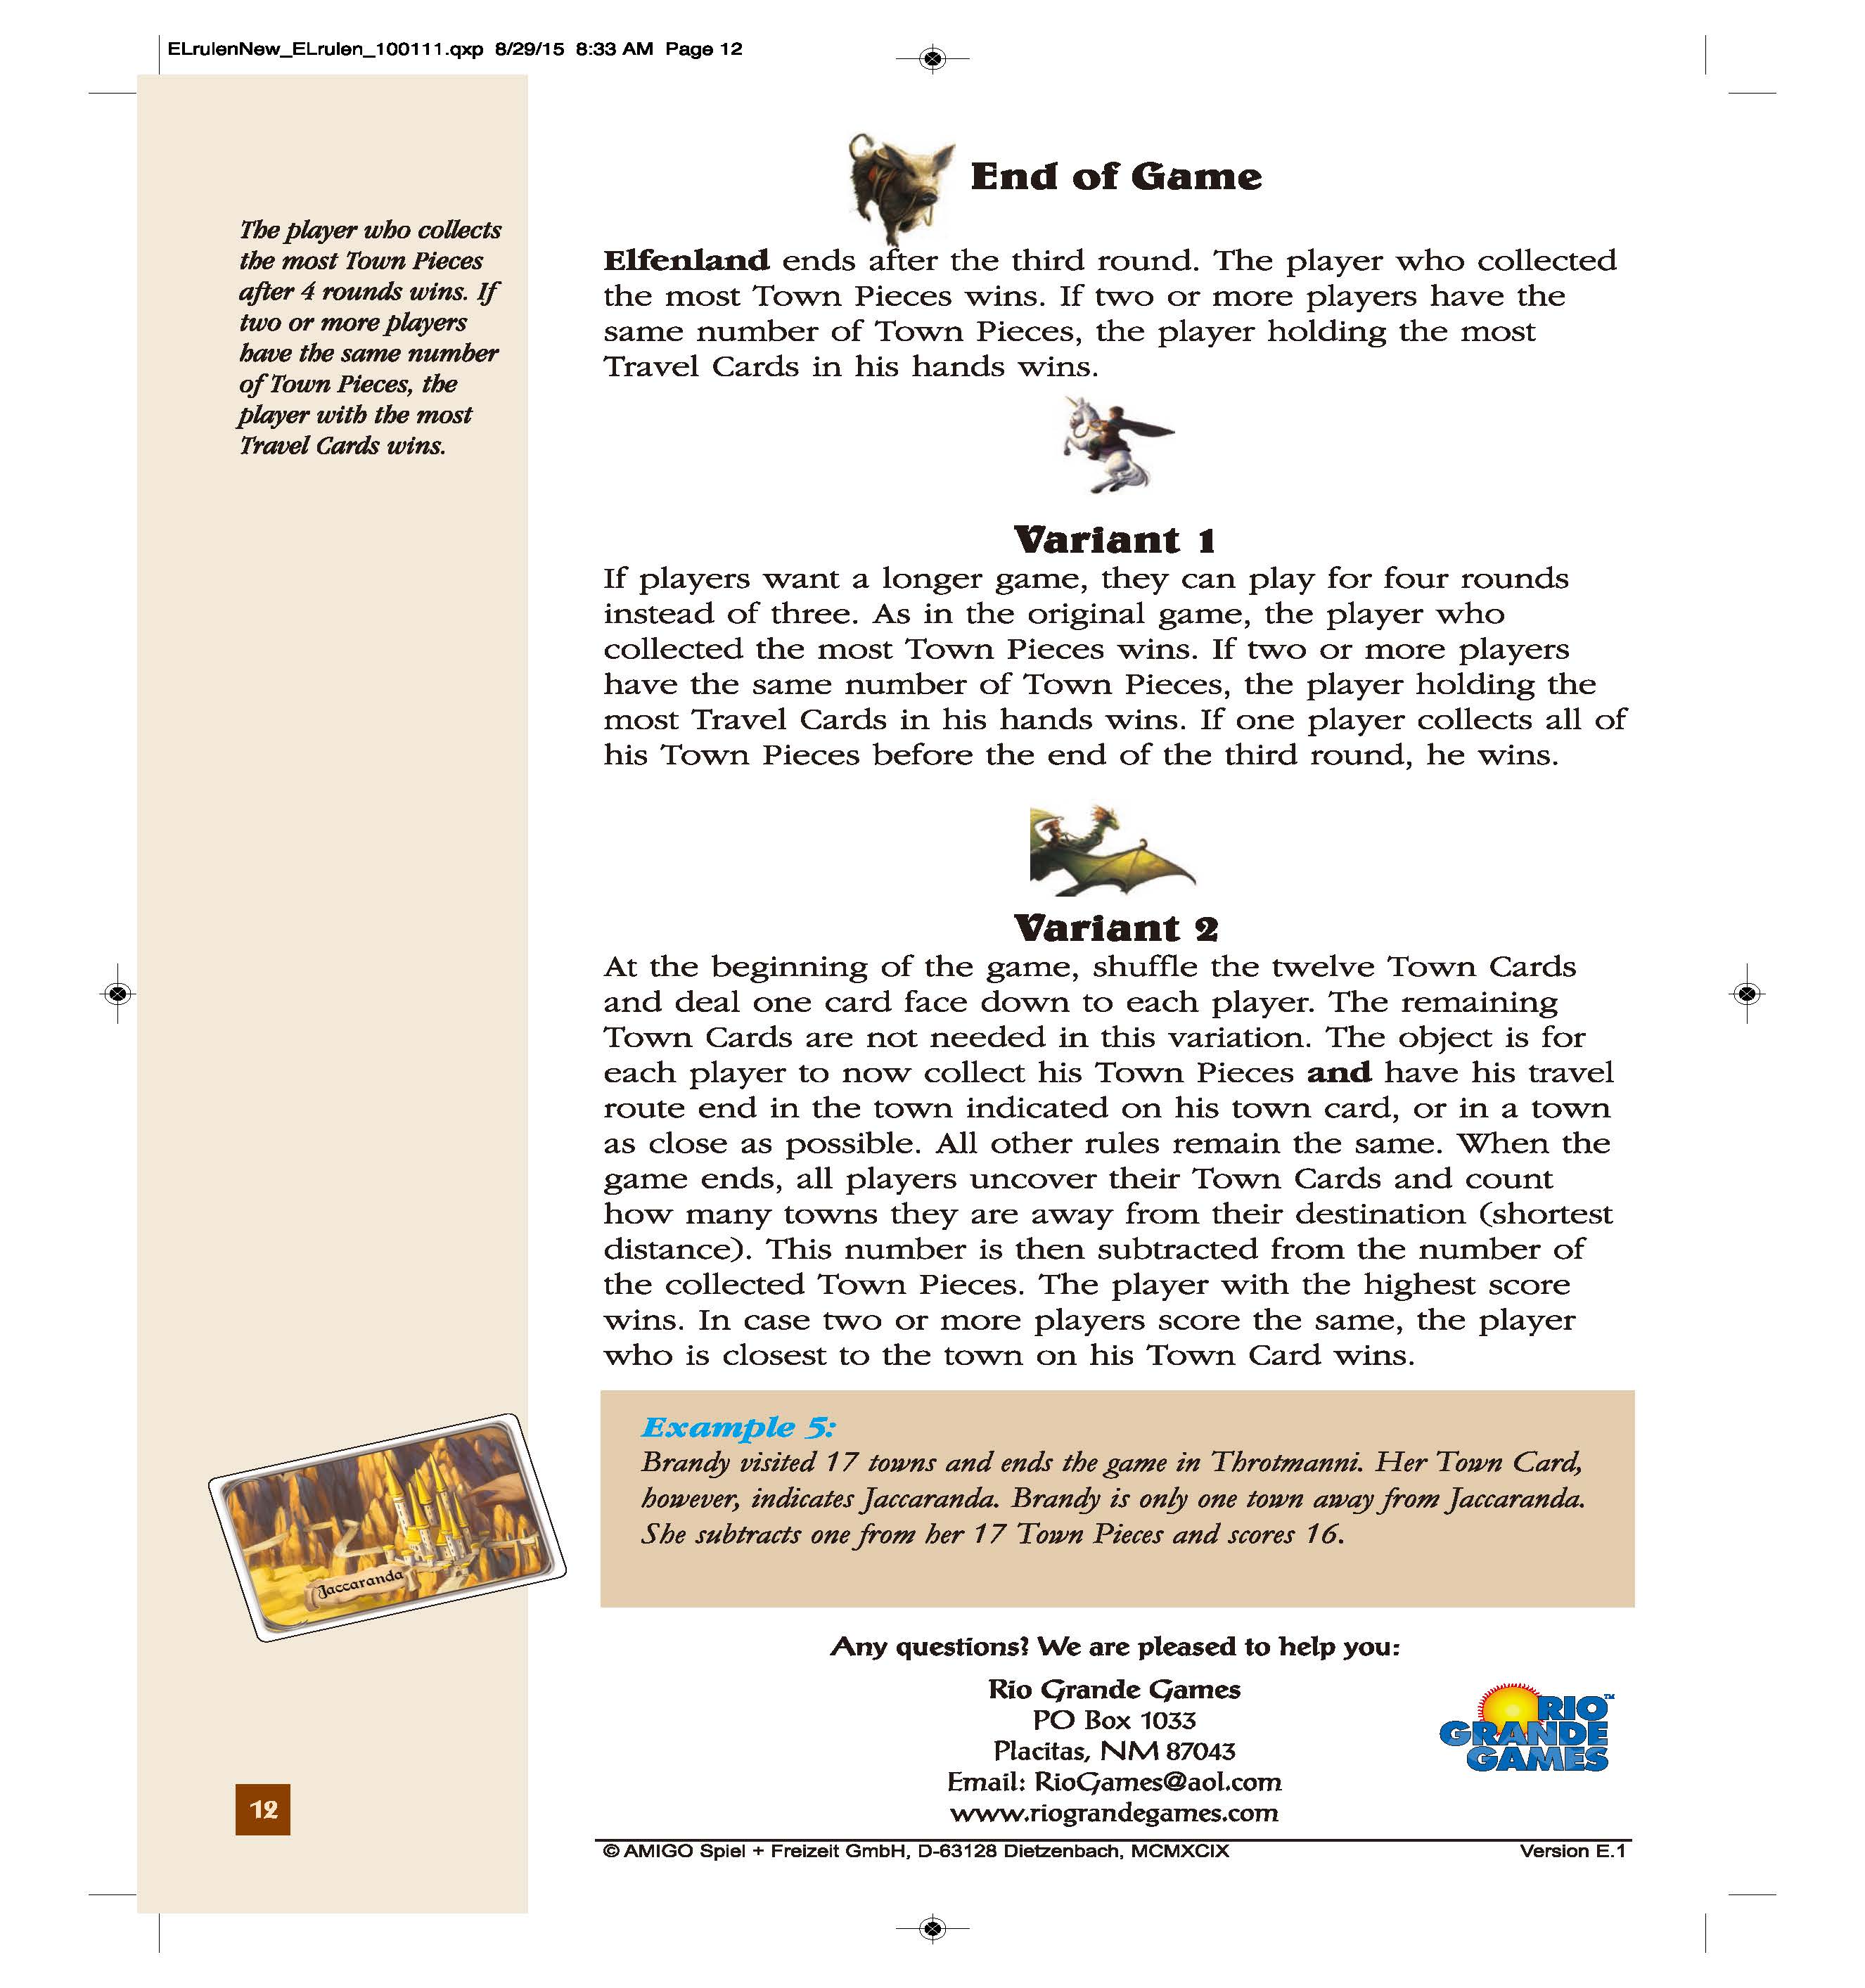 ELrulenNew_ELrulen_100111.qxp 8/29/15 8:33 AM Page 12
The player who collects
the most Town Pieces
after 4 rounds wins. If
two or more players
have the same number
of Town Pieces, the
player with the most
Travel Cards wins.
End of Game
Elfenland ends after the third round. The player who collected
the most Town Pieces wins. If two or more players have the
same number of Town Pieces, the player holding the most
Travel Cards in his hands wins.
Variant 1
If players want a longer game, they can play for four rounds
instead of three. As in the original game, the player who
collected the most Town Pieces wins. If two or more players
have the same number of Town Pieces, the player holding the
most Travel Cards in his hands wins. If one player collects all of
his Town Pieces before the end of the third round, he wins.
Variant 2
At the beginning of the game, shuffle the twelve Town Cards
and deal one card face down to each player. The remaining
Town Cards are not needed in this variation. The object is for
each player to now collect his Town Pieces and have his travel
route end in the town indicated on his town card, or in a town
as close as possible. All other rules remain the same. When the
game ends, all players uncover their Town Cards and count
how many towns they are away from their destination (shortest
distance). This number is then subtracted from the number of
the collected Town Pieces. The player with the highest score
wins. In case two or more players score the same, the player
who is closest to the town on his Town Card wins.
Example 5:
Brandy visited 17 towns and ends the game in Throtmanni. Her Town Card,
however, indicates Jaccaranda. Brandy is only one town away from Jaccaranda.
She subtracts one from her 17 Town Pieces and scores 16.
Jaccaranda
Any questions? We are pleased to help you:
Rio Grande Games
PO Box 1033
Placitas, NM 87043
Email: RioGames@aol.com
www.riograndegames.com
RIO™
GRANDE
GAMES
12
© AMIGO Spiel + Freizeit GmbH, D-63128 Dietzenbach, MCMXCIX
Version E.1